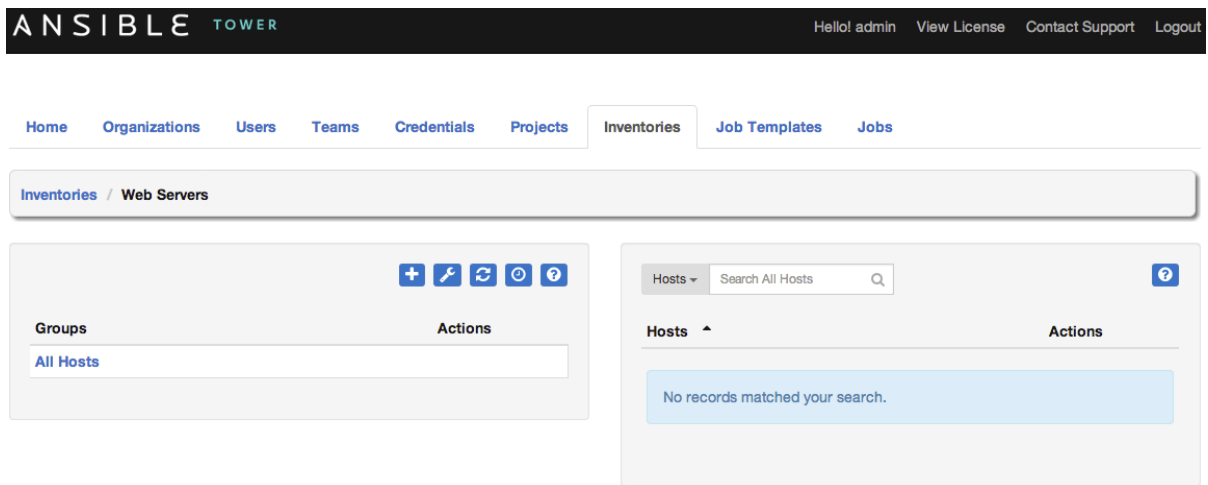 ANSIBLE TOWER
Hello! admin View License Contact Support Logout
Home Organizations Users Teams Credentials Projects Inventories Job Templates Jobs
Inventories / Web Servers
Groups Actions
All Hosts
Hosts Search All Hosts
Hosts Actions
No records matched your search.